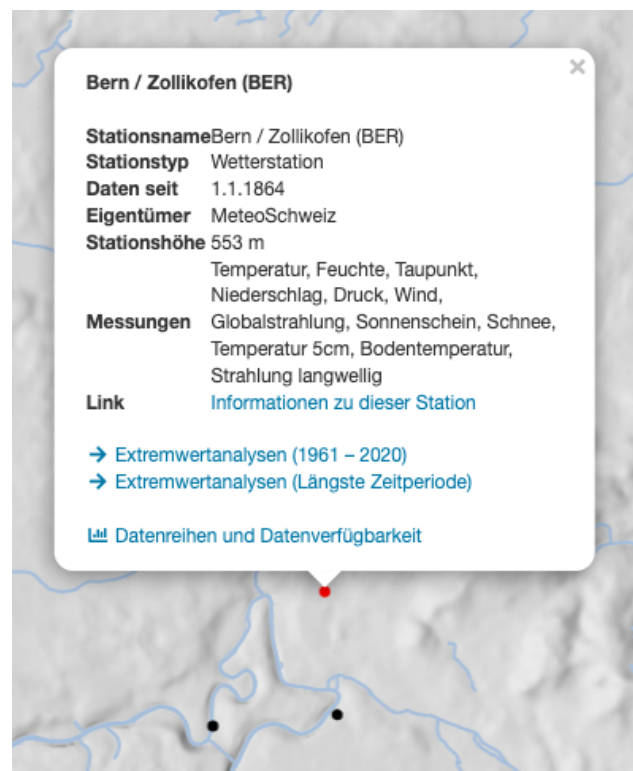 Bern / Zollikofen (BER)
Stationsname Bern / Zollikofen (BER)
Stationstyp Wetterstation
Daten seit 1.1.1864
Eigentümer MeteoSchweiz
Stationshöhe 553 m
Temperatur, Feuchte, Taupunkt,
Niederschlag, Druck, Wind,
Messungen Globalstrahlung, Sonnenschein, Schnee,
Temperatur 5cm, Bodentemperatur,
Strahlung langwellig
Link Informationen zu dieser Station
→ Extremwertanalysen (1961 – 2020)
→ Extremwertanalysen (Längste Zeitperiode)
Datenreihen und Datenverfügbarkeit